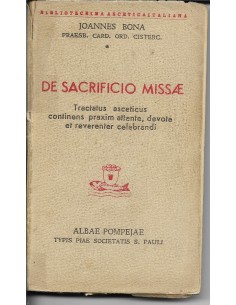 BIBLIOTHECHINA ASCETICA ITALIANA
JOANNES BONA
PRAESB. CARD. ORD. CISTERC.
*
DE SACRIFICIO MISSÆ
Tractatus asceticus
continens praxim attente, devote
et reverenter celebrandi
ALBAE POMPEJAE
TYPIS PIAE SOCIETATIS S. PAULI